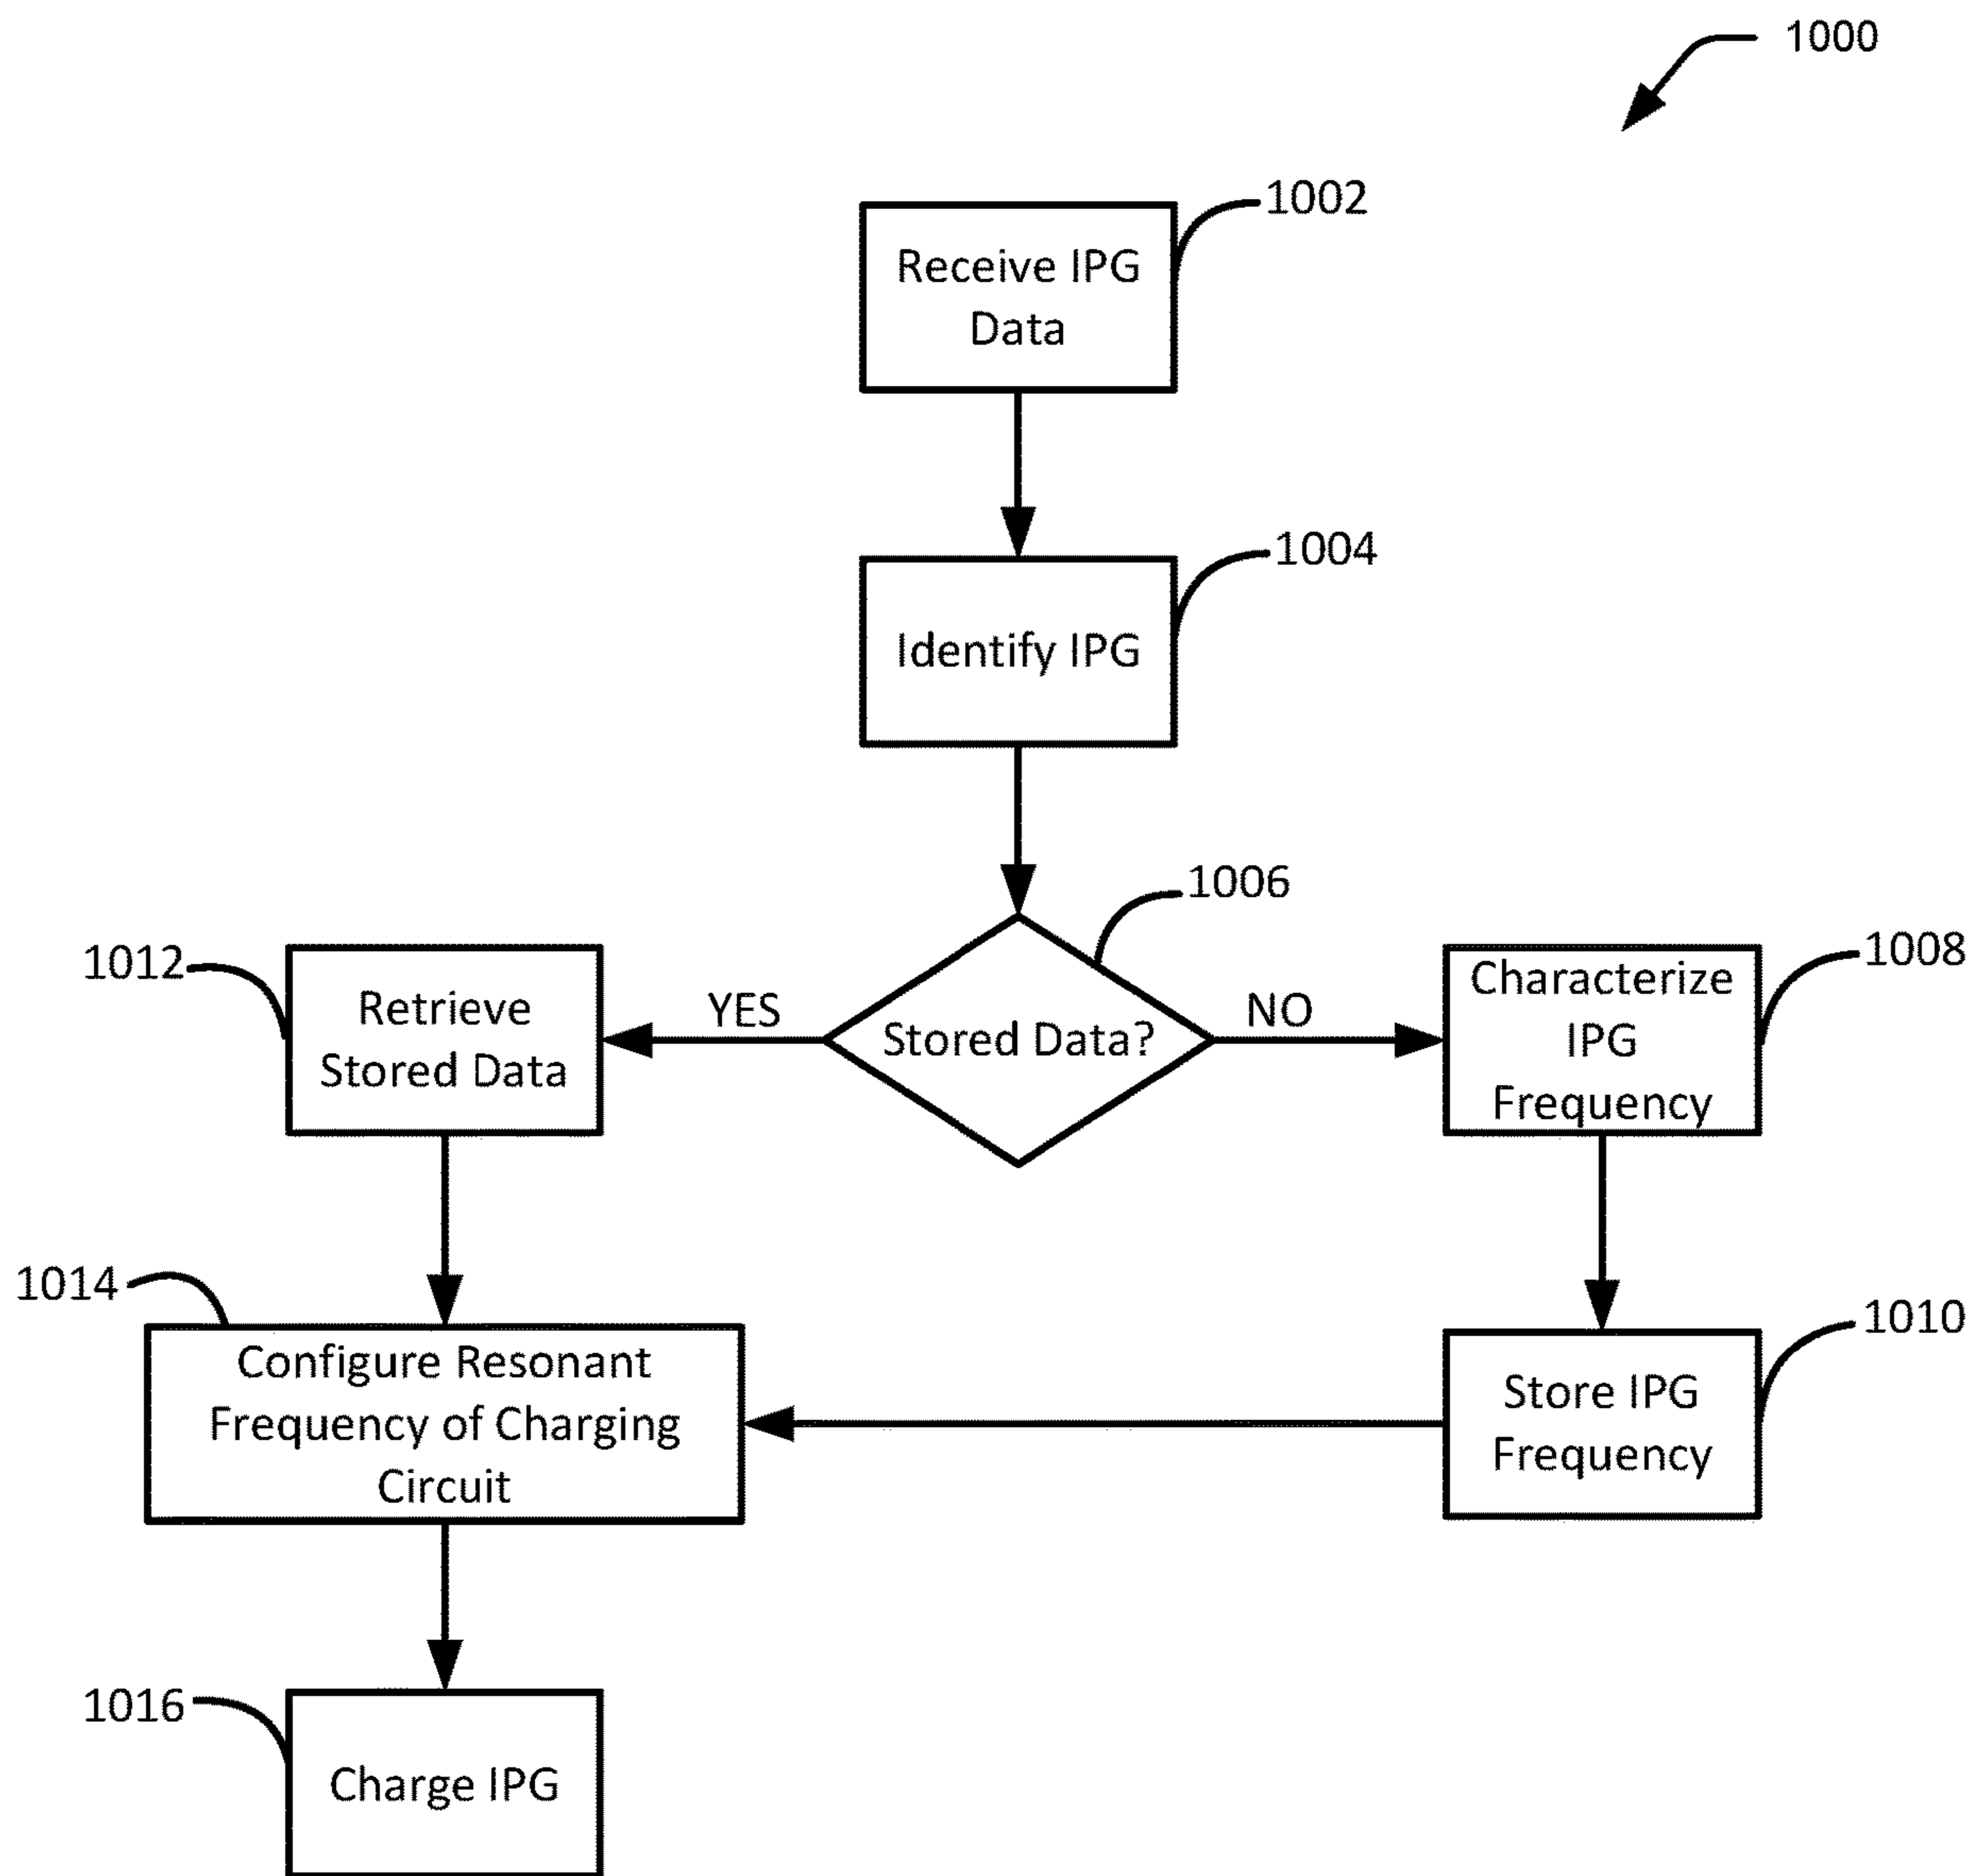 1000
1002
Receive IPG
Data
1004
Identify IPG
1006
Stored Data?
YES
NO
1012
Retrieve
Stored Data
1008
Characterize
IPG
Frequency
1014
Configure Resonant
Frequency of Charging
Circuit
1010
Store IPG
Frequency
1016
Charge IPG